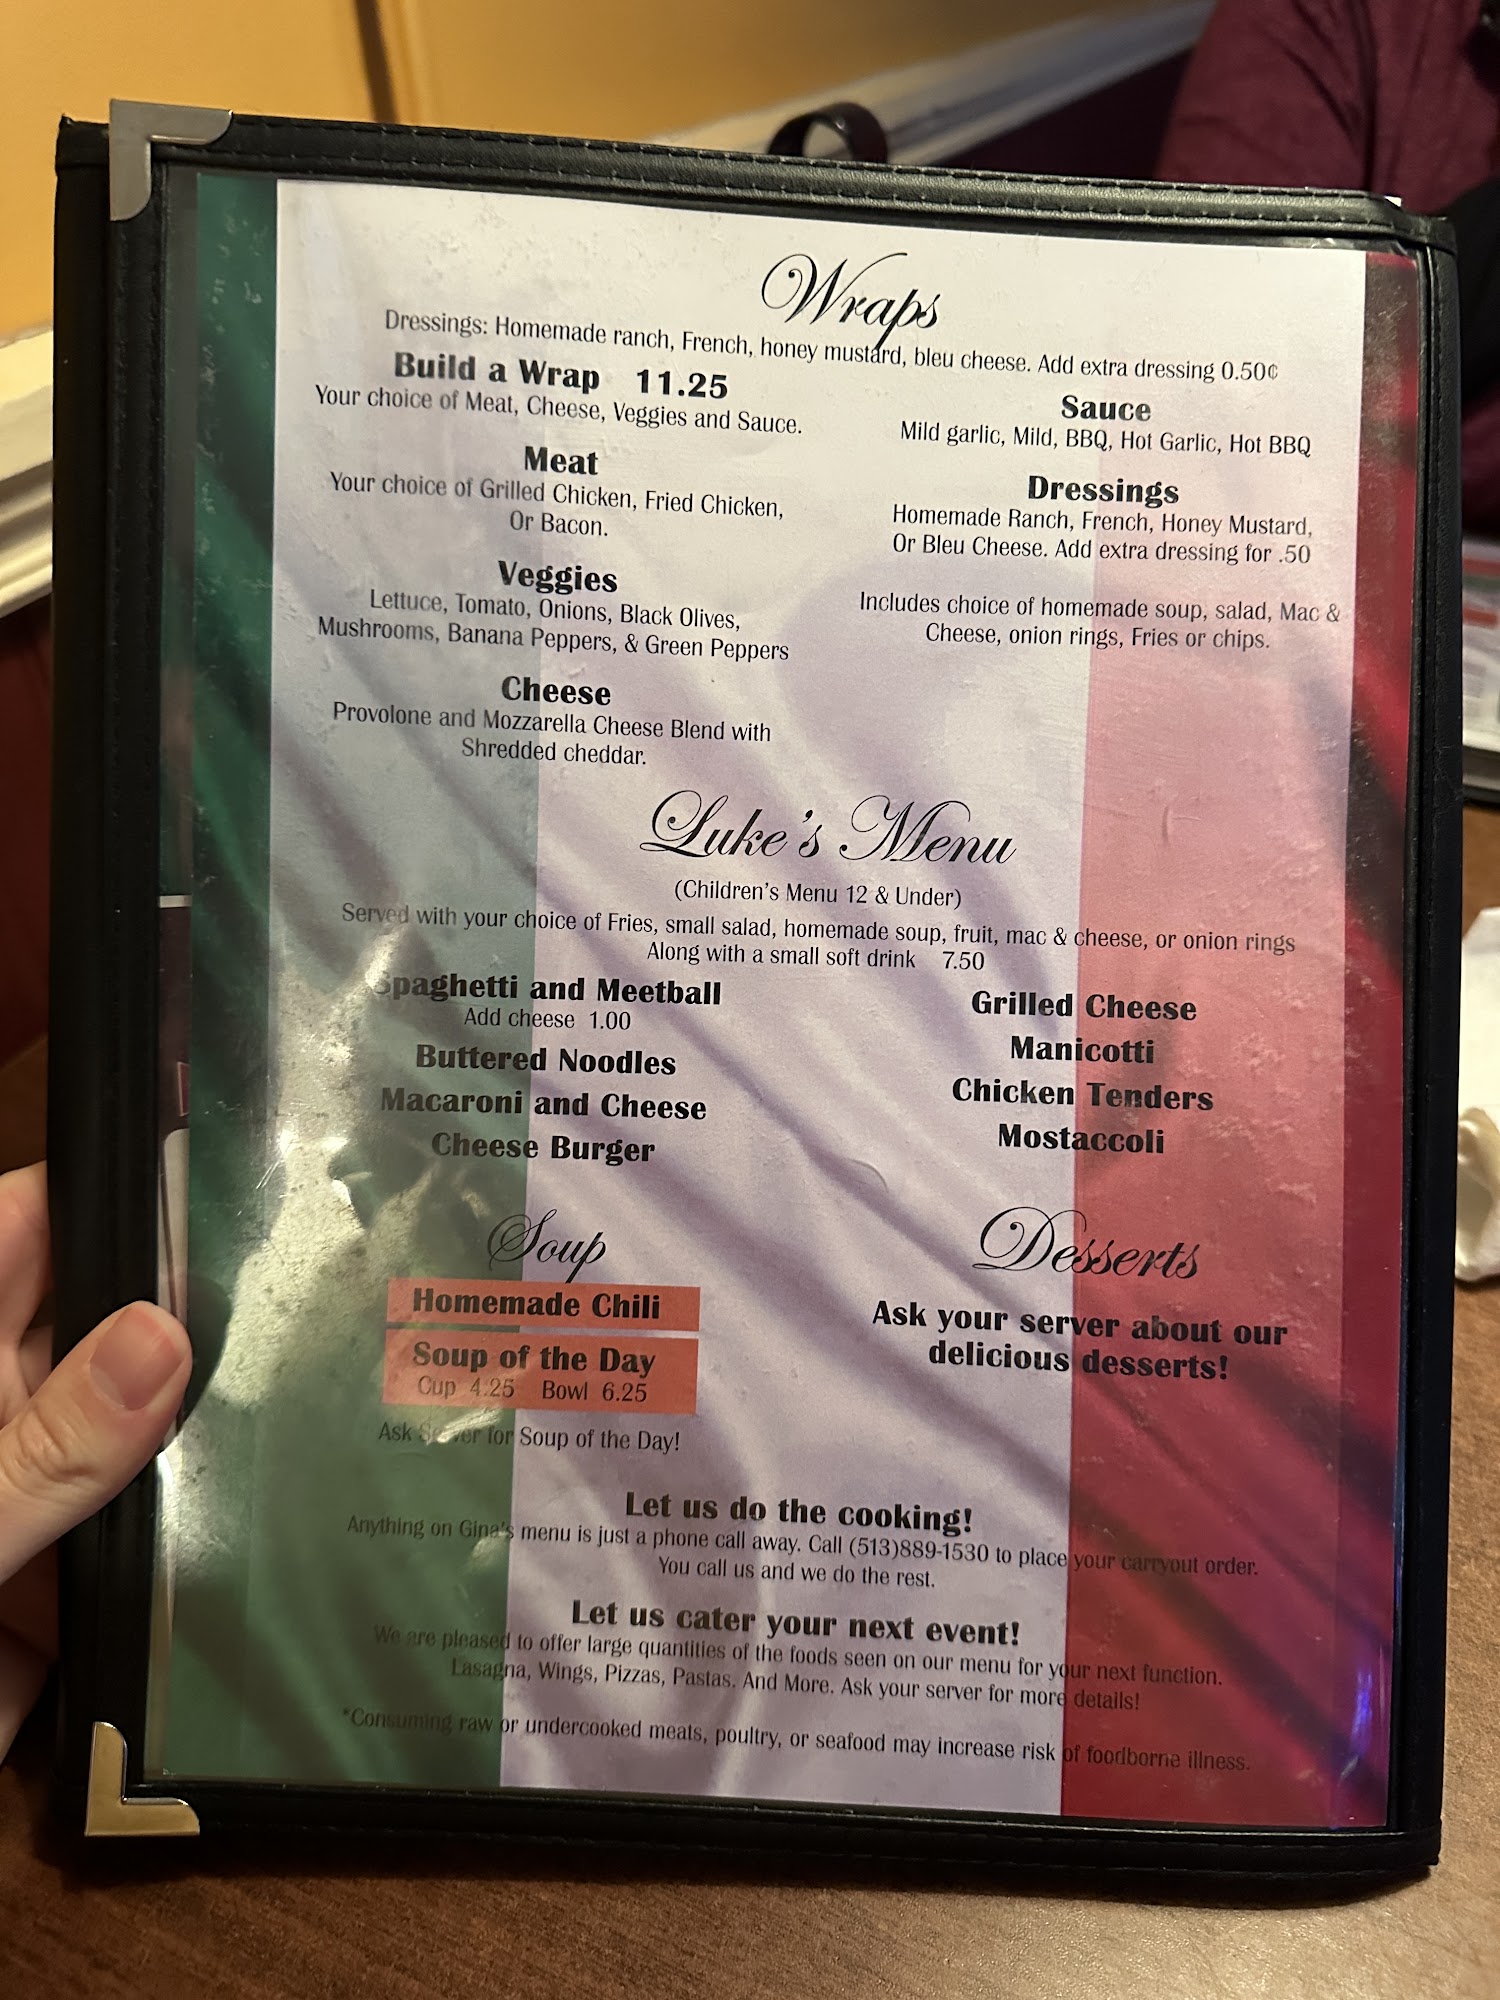 Wraps
Dressings: Homemade ranch, French, honey mustard, bleu cheese. Add extra dressing 0.50¢
Build a Wrap 11.25
Your choice of Meat, Cheese, Veggies and Sauce.
Meat
Your choice of Grilled Chicken, Fried Chicken,
Or Bacon.
Veggies
Lettuce, Tomato, Onions, Black Olives,
Mushrooms, Banana Peppers, & Green Peppers
Cheese
Provolone and Mozzarella Cheese Blend with
Shredded cheddar.
Sauce
Mild garlic, Mild, BBQ, Hot Garlic, Hot BBQ
Dressings
Homemade Ranch, French, Honey Mustard,
Or Bleu Cheese. Add extra dressing for .50
Includes choice of homemade soup, salad, Mac &
Cheese, onion rings, Fries or chips.
Luke's Menu
(Children's Menu 12 & Under)
Served with your choice of Fries, small salad, homemade soup, fruit, mac & cheese, or onion rings
Along with a small soft drink 7.50
Spaghetti and Meetball
Add cheese 1.00
Buttered Noodles
Macaroni and Cheese
Cheese Burger
Grilled Cheese
Manicotti
Chicken Tenders
Mostaccoli
Soup
Homemade Chili
Soup of the Day
Cup 4.25 Bowl 6.25
Ask Server for Soup of the Day!
Desserts
Ask your server about our
delicious desserts!
Let us do the cooking!
Anything on Gina's menu is just a phone call away. Call (513)889-1530 to place your carryout order.
You call us and we do the rest.
Let us cater your next event!
We are pleased to offer large quantities of the foods seen on our menu for your next function.
Lasagna, Wings, Pizzas, Pastas. And More. Ask your server for more details!
*Consuming raw or undercooked meats, poultry, or seafood may increase risk of foodborne illness.